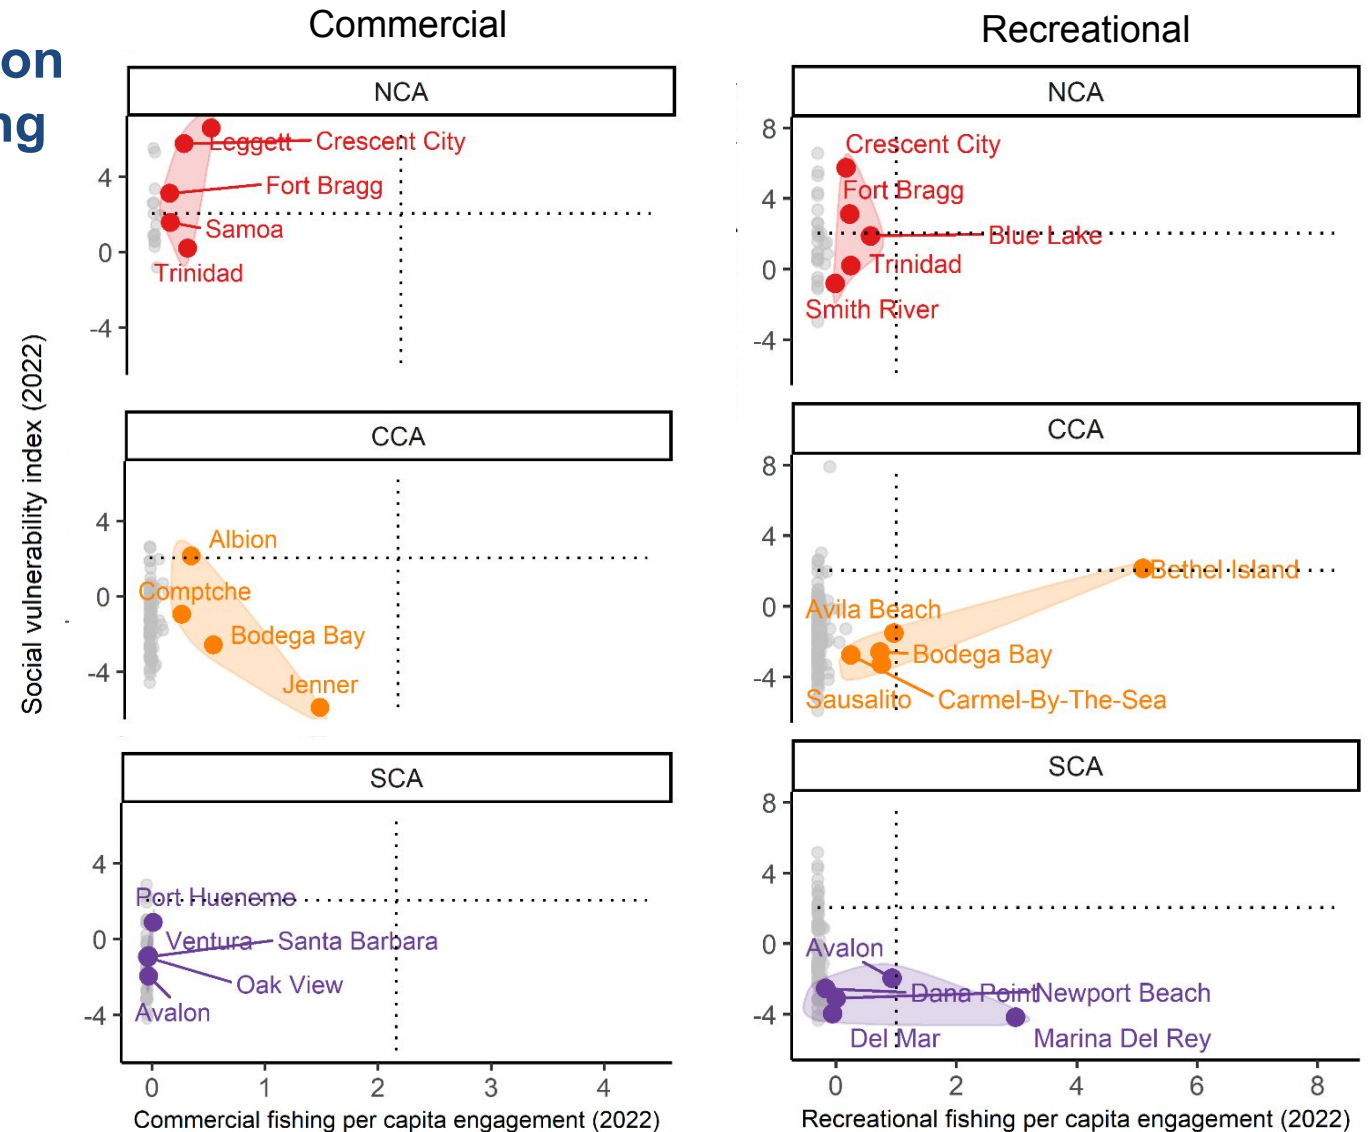 on
ng
Commercial
Recreational
Social vulnerability index (2022)
NCA
4
0
-4
Leggett
Crescent City
Fort Bragg
Samoa
Trinidad
NCA
8
4
0
-4
Crescent City
Fort Bragg
Blue Lake
Trinidad
Smith River
CCA
4
0
-4
Albion
Comptche
Bodega Bay
Jenner
CCA
8
4
0
-4
Bethel Island
Avila Beach
Bodega Bay
Sausalito
Carmel-By-The-Sea
SCA
4
0
-4
Port Hueneme
Ventura
Santa Barbara
Oak View
Avalon
0 1 2 3 4
Commercial fishing per capita engagement (2022)
SCA
8
4
0
-4
Avalon
Dana Point
Newport Beach
Del Mar
Marina Del Rey
0 2 4 6 8
Recreational fishing per capita engagement (2022)